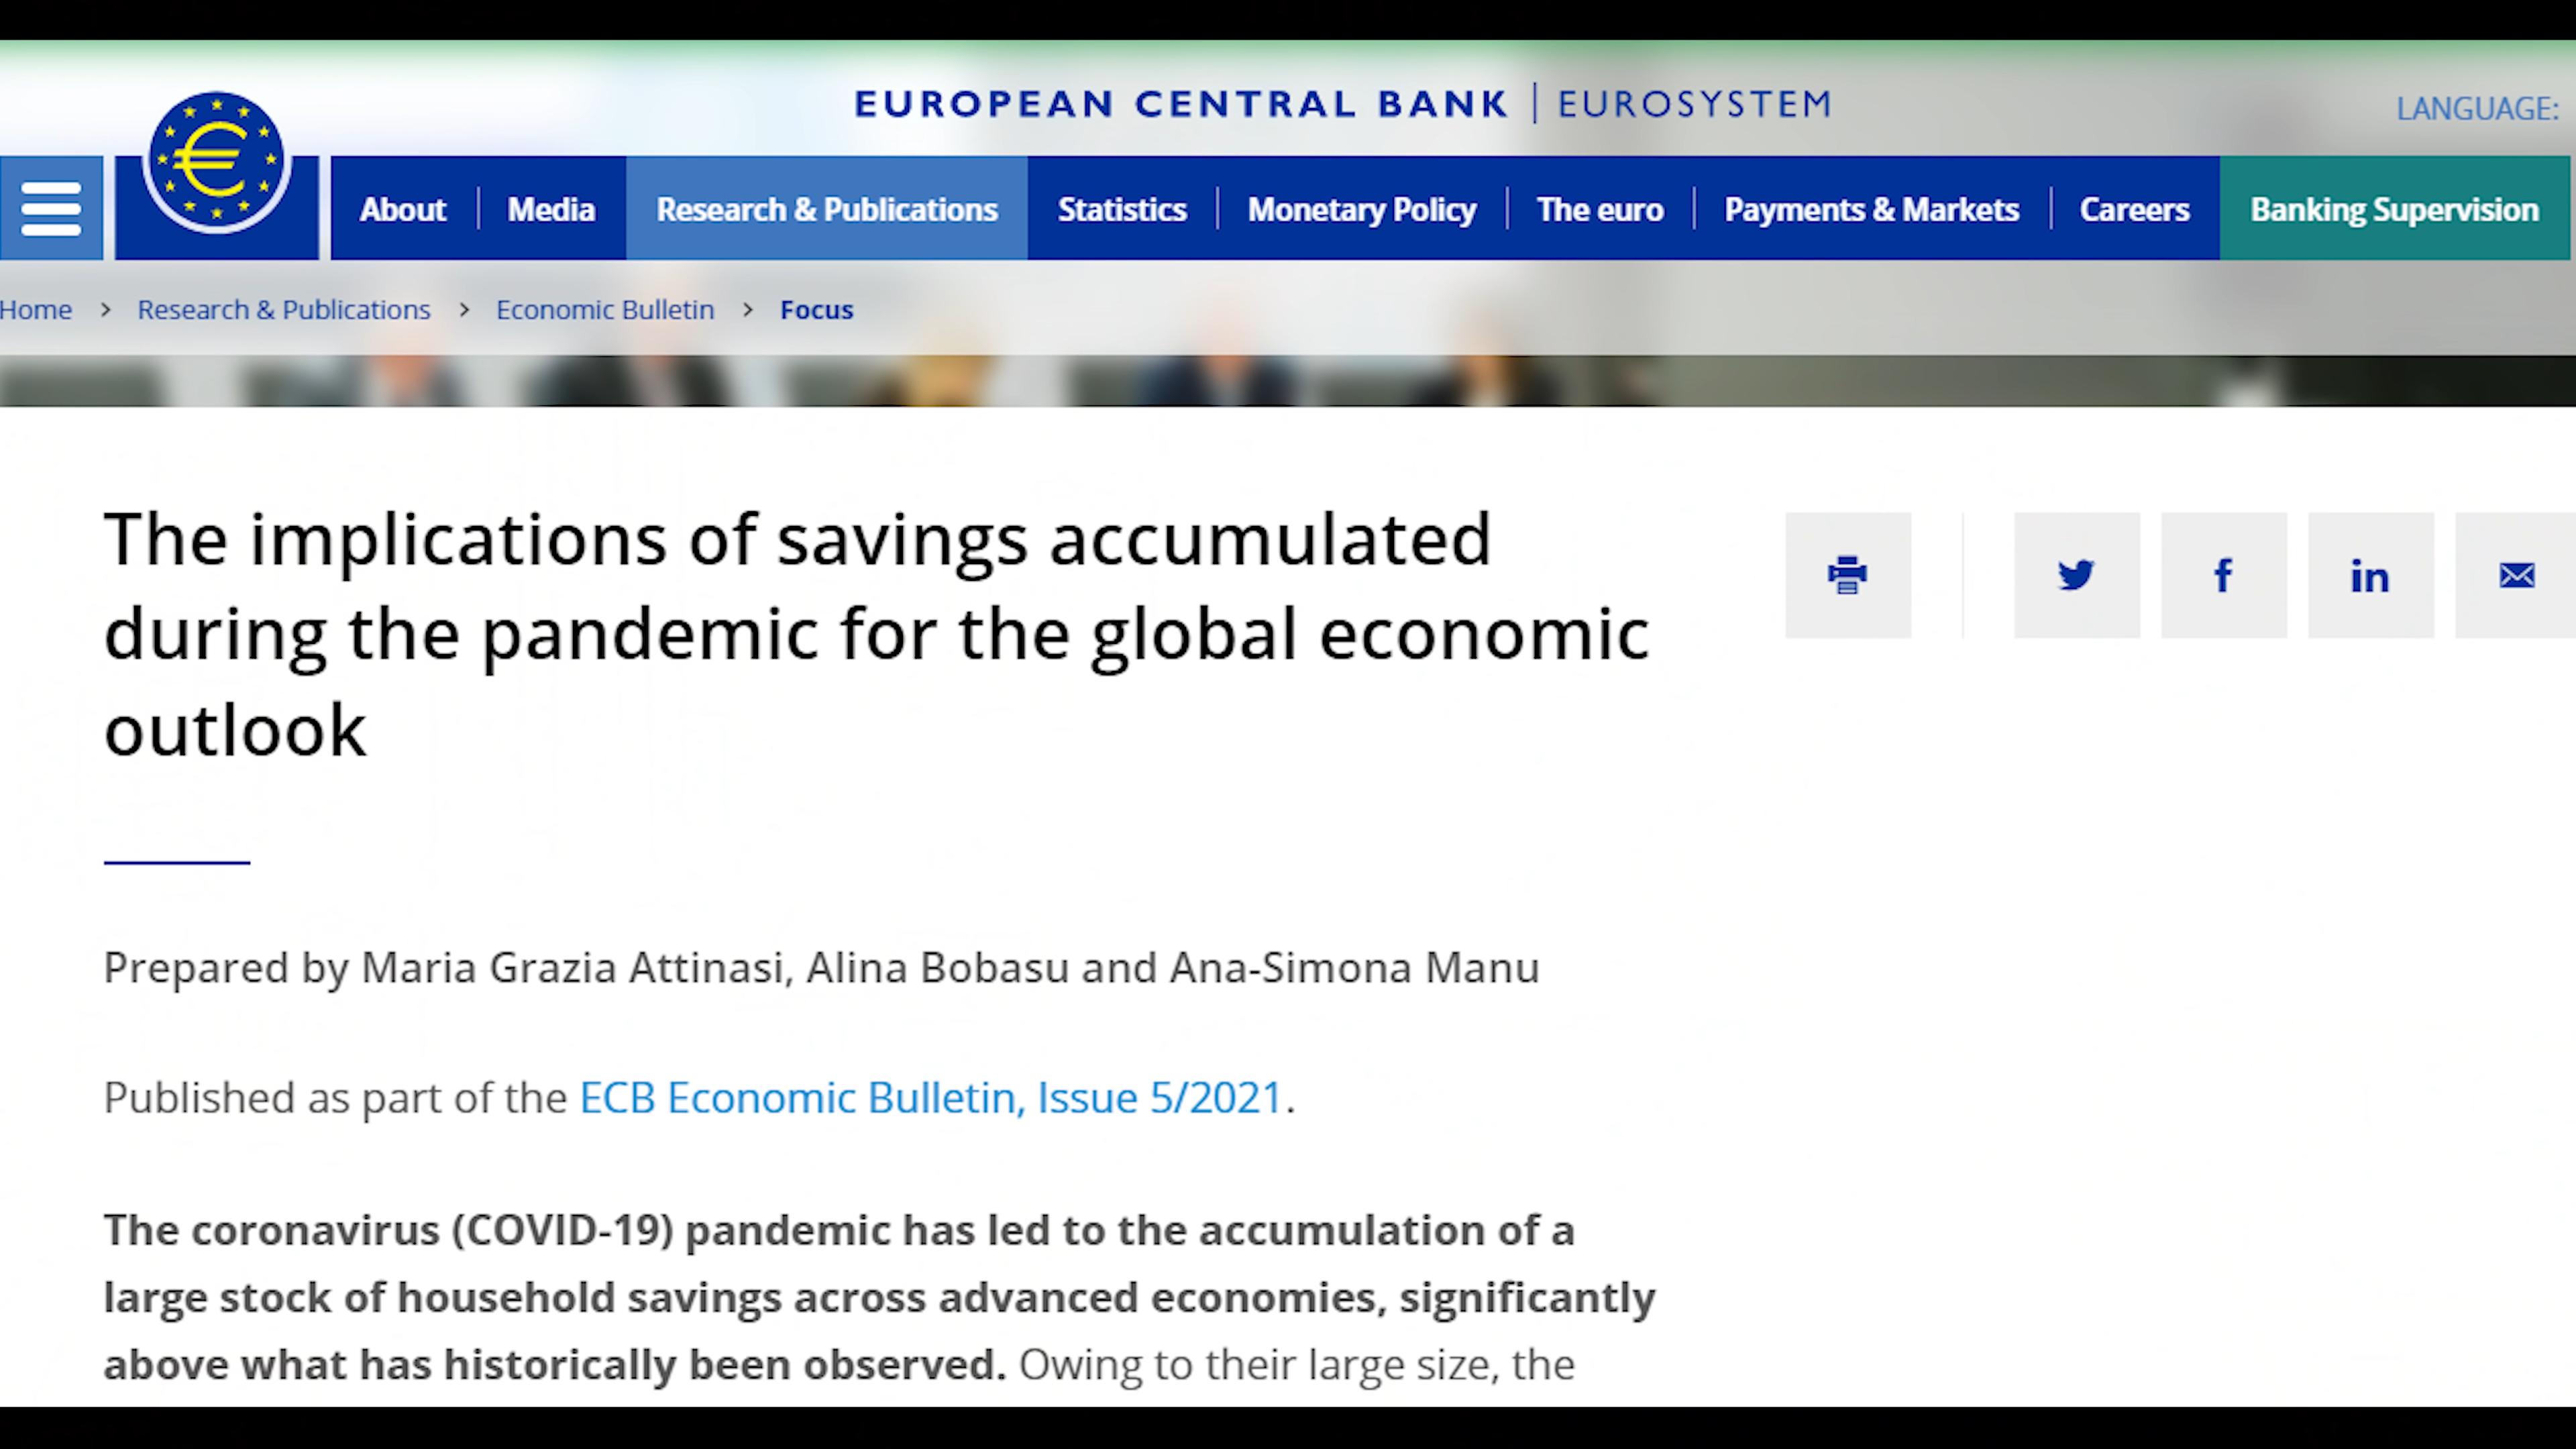 EUROPEAN CENTRAL BANK | EUROSYSTEM
LANGUAGE:
About
Media
Research & Publications
Statistics
Monetary Policy
The euro
Payments & Markets
Careers
Banking Supervision
Home > Research & Publications > Economic Bulletin > Focus
The implications of savings accumulated
during the pandemic for the global economic
outlook
Prepared by Maria Grazia Attinasi, Alina Bobasu and Ana-Simona Manu
Published as part of the ECB Economic Bulletin, Issue 5/2021.
The coronavirus (COVID-19) pandemic has led to the accumulation of a
large stock of household savings across advanced economies, significantly
above what has historically been observed. Owing to their large size, the